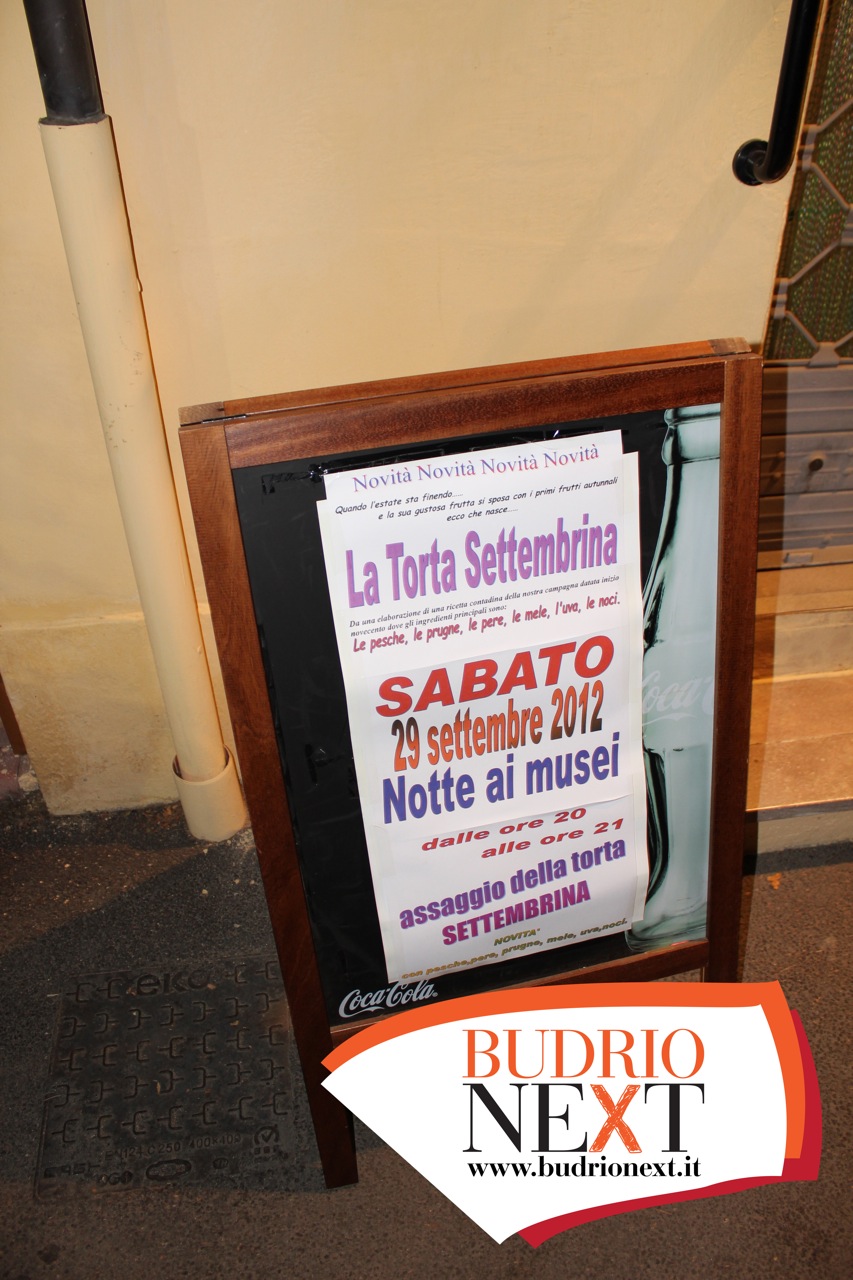 Novità Novità Novità Novità
Quando l'estate sta finendo.....
e la sua gustosa frutta si sposa con i primi frutti autunnali
ecco che nasce.....
La Torta Settembrina
Da una elaborazione di una ricetta contadina della nostra campagna datata inizio
novecento dove gli ingredienti principali sono:
Le pesche, le prugne, le pere, le mele, l'uva, le noci.
SABATO
29 settembre 2012
Notte ai musei
dalle ore 20
alle ore 21
assaggio della torta
SETTEMBRINA
NOVITA'
con pesche,pere, prugne, mele, uva,noci.
Coca-Cola
Coca-Cola®
400x400
BUDRIO
NEXT
www.budrionext.it